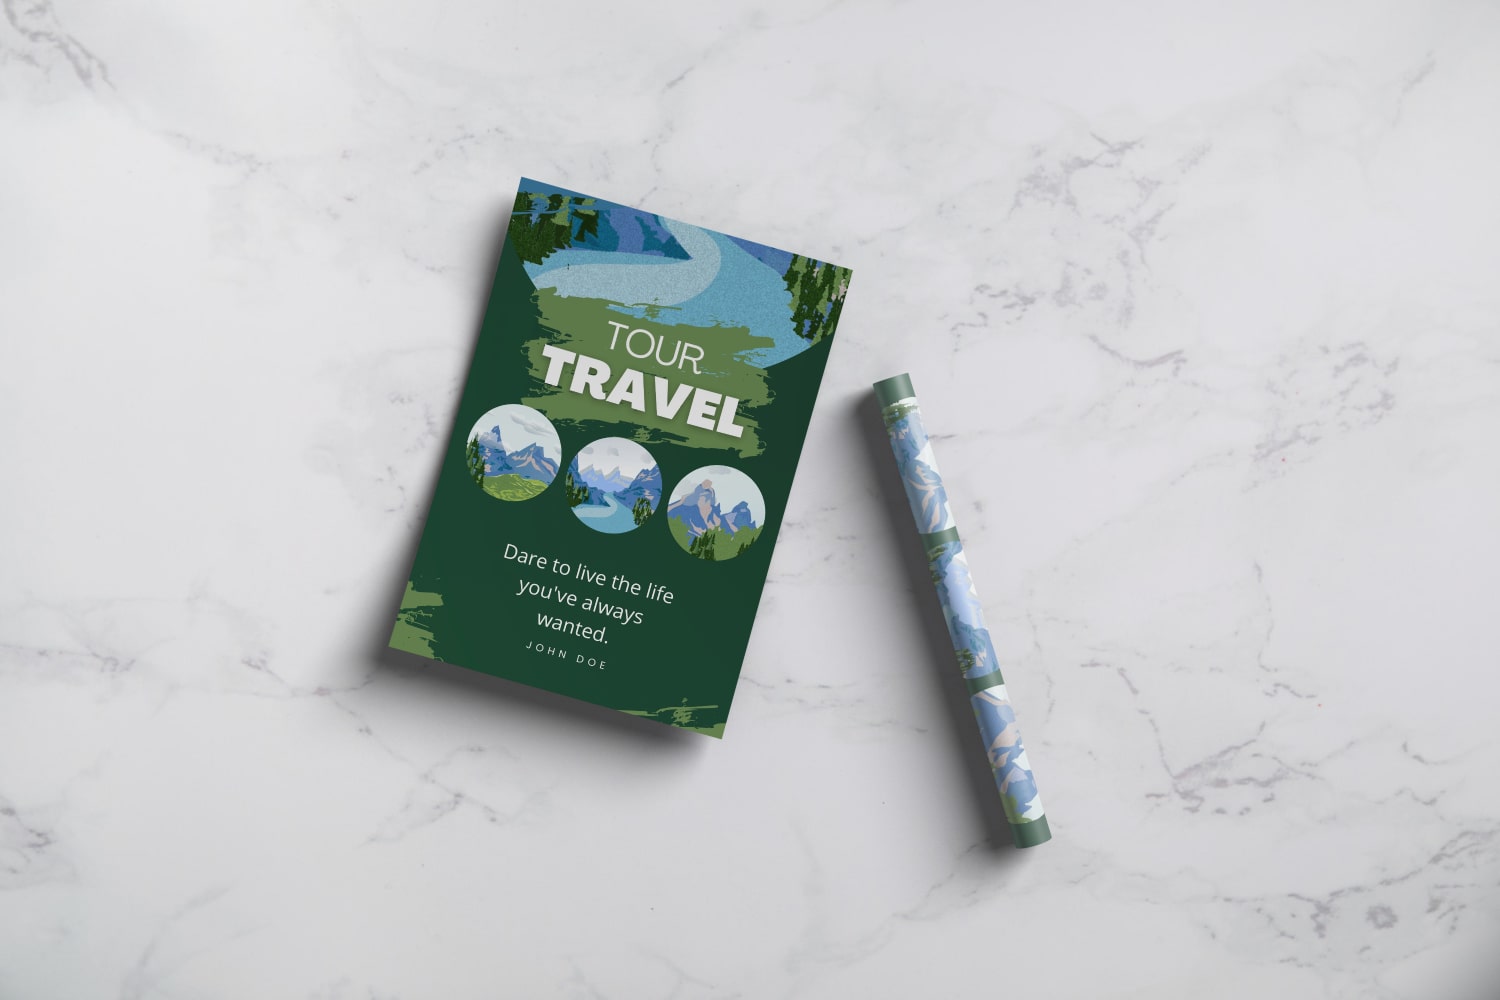 TOUR
TRAVEL
Dare to live the life
you've always
wanted.
JOHN DOE